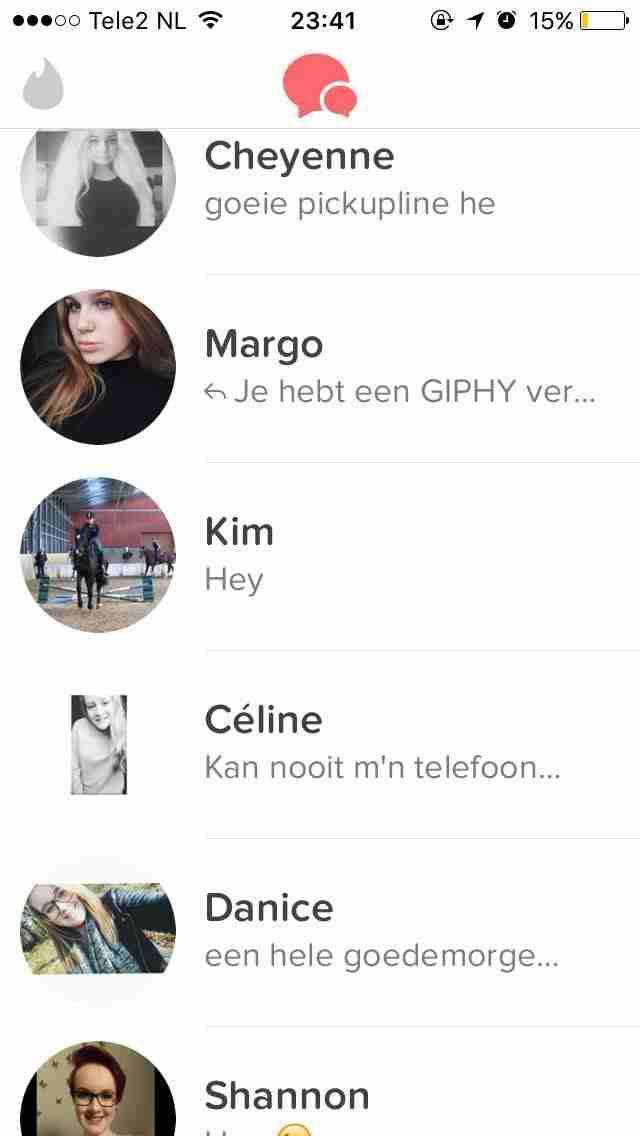 Tele2 NL 23:41 15%
Cheyenne
goeie pickupline he
Margo
Je hebt een GIPHY ver...
Kim
Hey
Céline
Kan nooit m'n telefoon...
Danice
een hele goedemorge...
Shannon